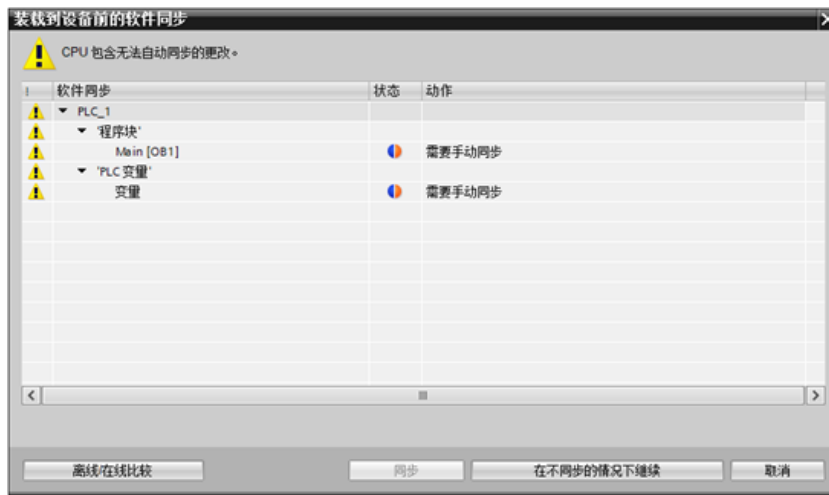 装载到设备前的软件同步
CPU 包含无法自动同步的更改。
! 软件同步 状态 动作
PLC_1
'程序块'
Main [OB1] 需要手动同步
'PLC 变量'
变量 需要手动同步
离线/在线比较 同步 在不同步的情况下继续 取消